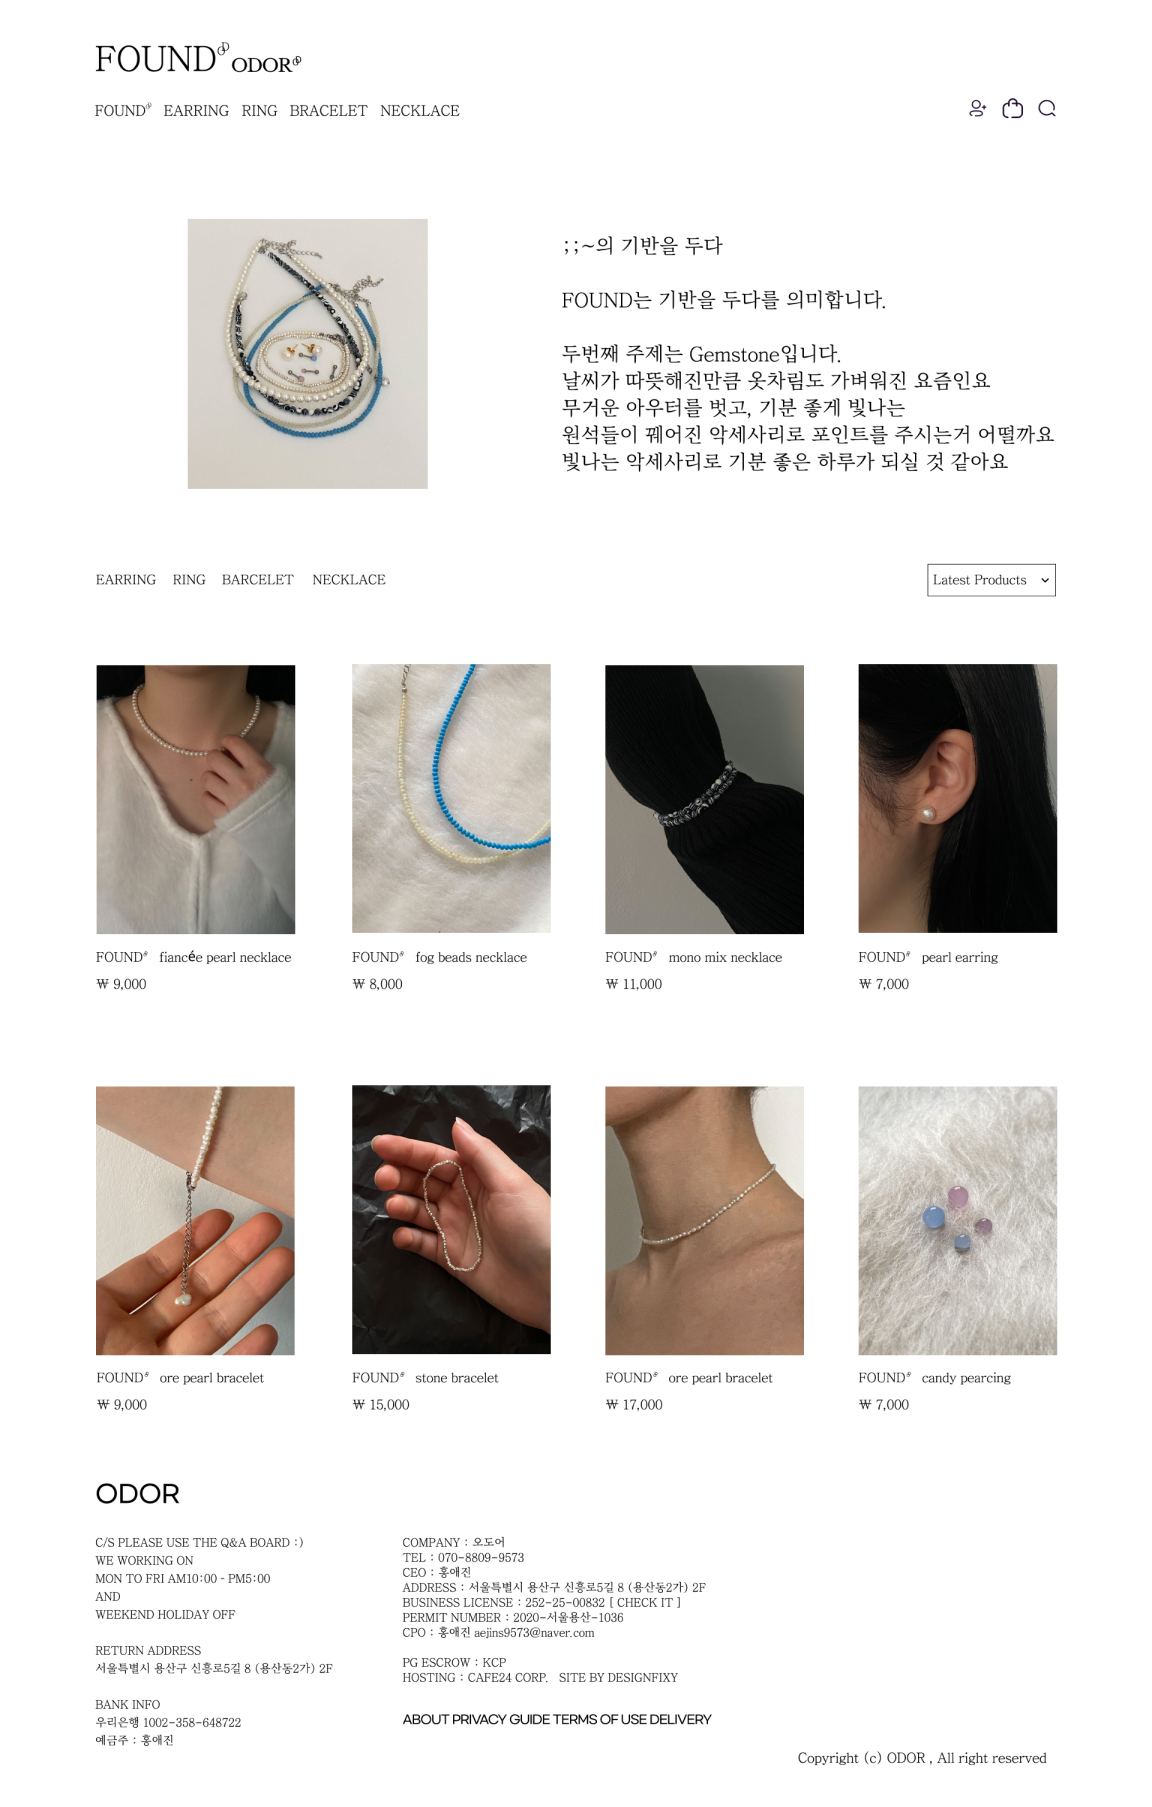 FOUND ODOR
FOUND EARRING RING BRACELET NECKLACE
;;~의 기반을 두다
FOUND는 기반을 두다를 의미합니다.
두번째 주제는 Gemstone입니다.
날씨가 따뜻해진만큼 옷차림도 가벼워진 요즘인요
무거운 아우터를 벗고, 기분 좋게 빛나는
원석들이 꿰어진 악세사리로 포인트를 주시는거 어떨까요
빛나는 악세사리로 기분 좋은 하루가 되실 것 같아요
EARRING RING BARCELET NECKLACE
Latest Products
FOUND fiancée pearl necklace
₩ 9,000
FOUND fog beads necklace
₩ 8,000
FOUND mono mix necklace
₩ 11,000
FOUND pearl earring
₩ 7,000
FOUND ore pearl bracelet
₩ 9,000
FOUND stone bracelet
₩ 15,000
FOUND ore pearl bracelet
₩ 17,000
FOUND candy pearcing
₩ 7,000
ODOR
C/S PLEASE USE THE Q&A BOARD :)
WE WORKING ON
MON TO FRI AM10:00 - PM5:00
AND
WEEKEND HOLIDAY OFF
RETURN ADDRESS
서울특별시 용산구 신흥로5길 8 (용산동2가) 2F
BANK INFO
우리은행 1002-358-648722
예금주 : 홍애진
COMPANY : 오도어
TEL : 070-8809-9573
CEO : 홍애진
ADDRESS : 서울특별시 용산구 신흥로5길 8 (용산동2가) 2F
BUSINESS LICENSE : 252-25-00832 [ CHECK IT ]
PERMIT NUMBER : 2020-서울용산-1036
CPO : 홍애진 aejins9573@naver.com
PG ESCROW : KCP
HOSTING : CAFE24 CORP. SITE BY DESIGNFIXY
ABOUT PRIVACY GUIDE TERMS OF USE DELIVERY
Copyright (c) ODOR , All right reserved